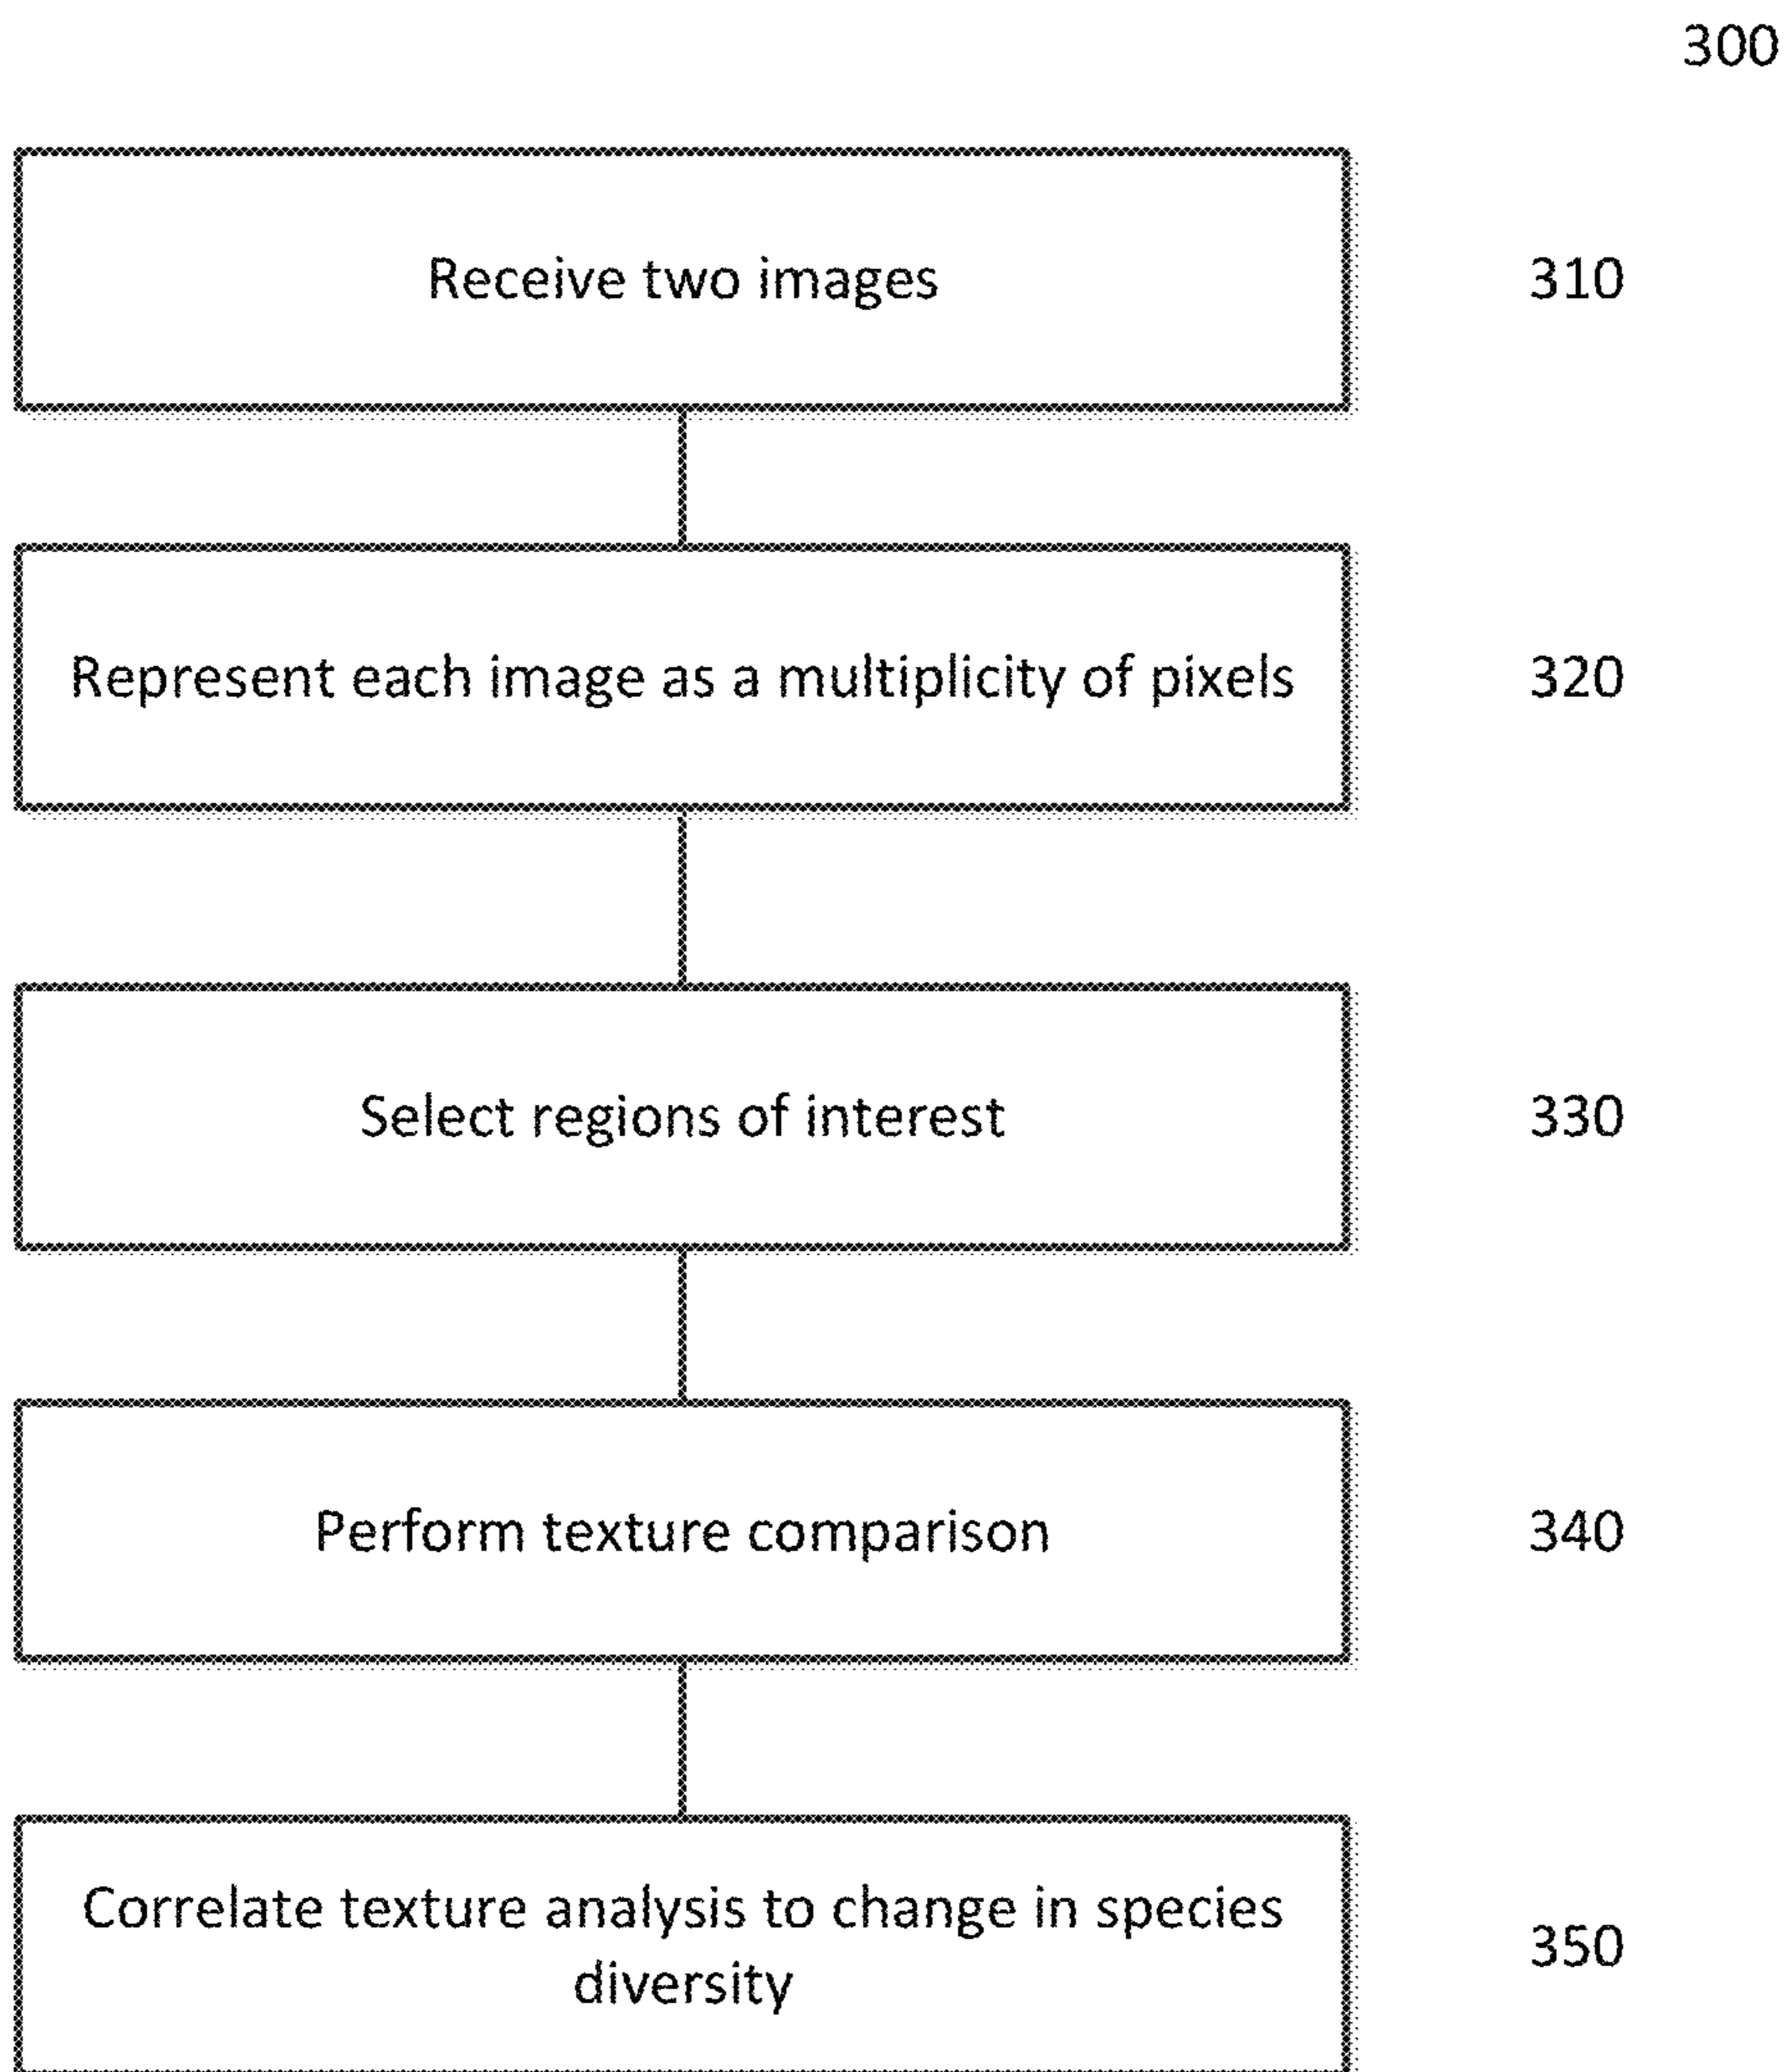 300
Receive two images
310
Represent each image as a multiplicity of pixels
320
Select regions of interest
330
Perform texture comparison
340
Correlate texture analysis to change in species
diversity
350